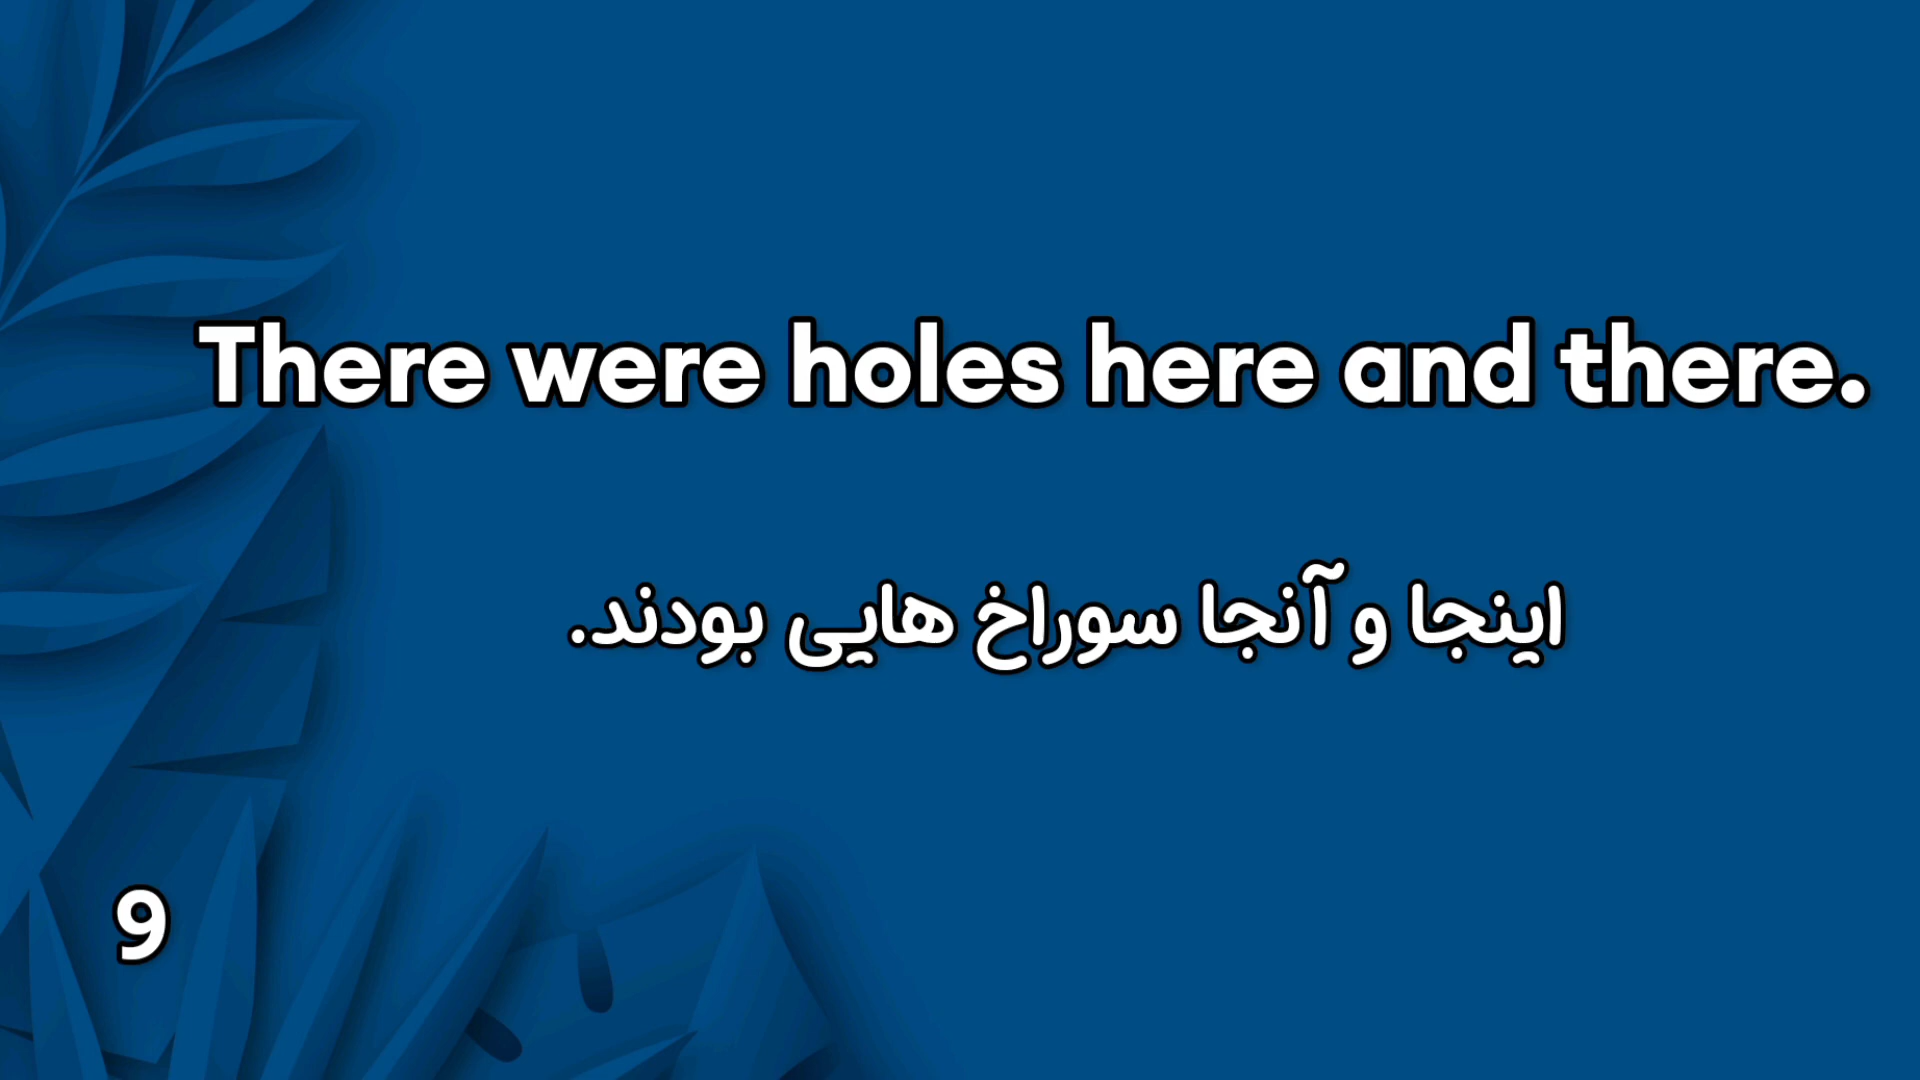 There were holes here and there.
اینجا و آنجا سوراخ هایی بودند.
9